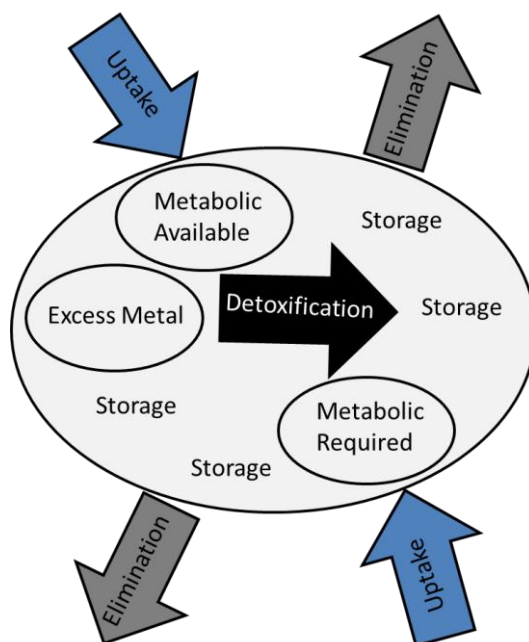 Uptake
Elimination
Metabolic
Available
Storage
Detoxification
Storage
Excess Metal
Storage
Metabolic
Required
Storage
Elimination
Uptake